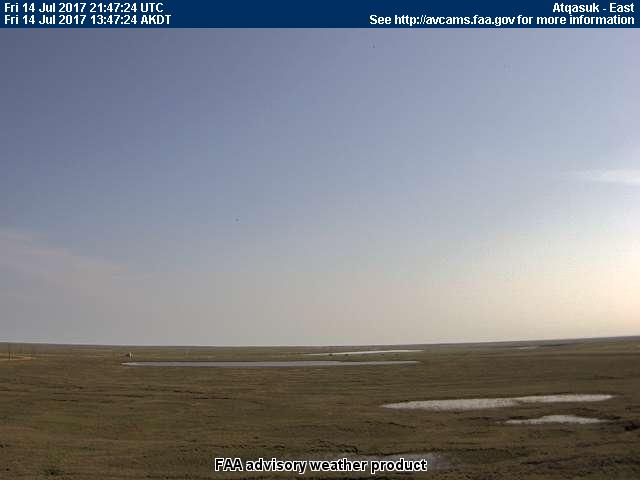 Fri 14 Jul 2017 21:47:24 UTC
Atqasuk - East
Fri 14 Jul 2017 13:47:24 AKDT
See http://avcams.faa.gov for more information
FAA advisory weather product